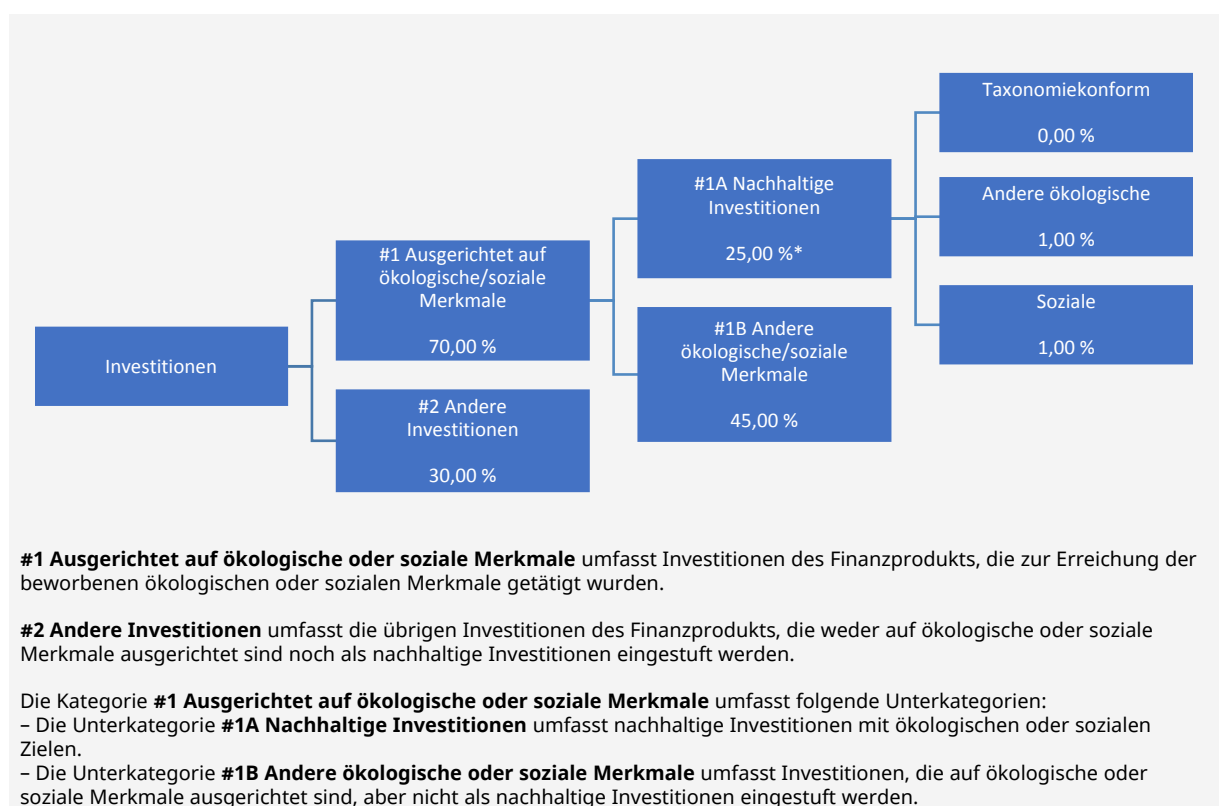 Investitionen
#1 Ausgerichtet auf
ökologische/soziale
Merkmale
70,00 %
#2 Andere
Investitionen
30,00 %
#1A Nachhaltige
Investitionen
25,00 %*
#1B Andere
ökologische/soziale
Merkmale
45,00 %
Taxonomiekonform
0,00 %
Andere ökologische
1,00 %
Soziale
1,00 %
#1 Ausgerichtet auf ökologische oder soziale Merkmale umfasst Investitionen des Finanzprodukts, die zur Erreichung der
beworbenen ökologischen oder sozialen Merkmale getätigt wurden.
#2 Andere Investitionen umfasst die übrigen Investitionen des Finanzprodukts, die weder auf ökologische oder soziale
Merkmale ausgerichtet sind noch als nachhaltige Investitionen eingestuft werden.
Die Kategorie #1 Ausgerichtet auf ökologische oder soziale Merkmale umfasst folgende Unterkategorien:
– Die Unterkategorie #1A Nachhaltige Investitionen umfasst nachhaltige Investitionen mit ökologischen oder sozialen
Zielen.
– Die Unterkategorie #1B Andere ökologische oder soziale Merkmale umfasst Investitionen, die auf ökologische oder
soziale Merkmale ausgerichtet sind, aber nicht als nachhaltige Investitionen eingestuft werden.